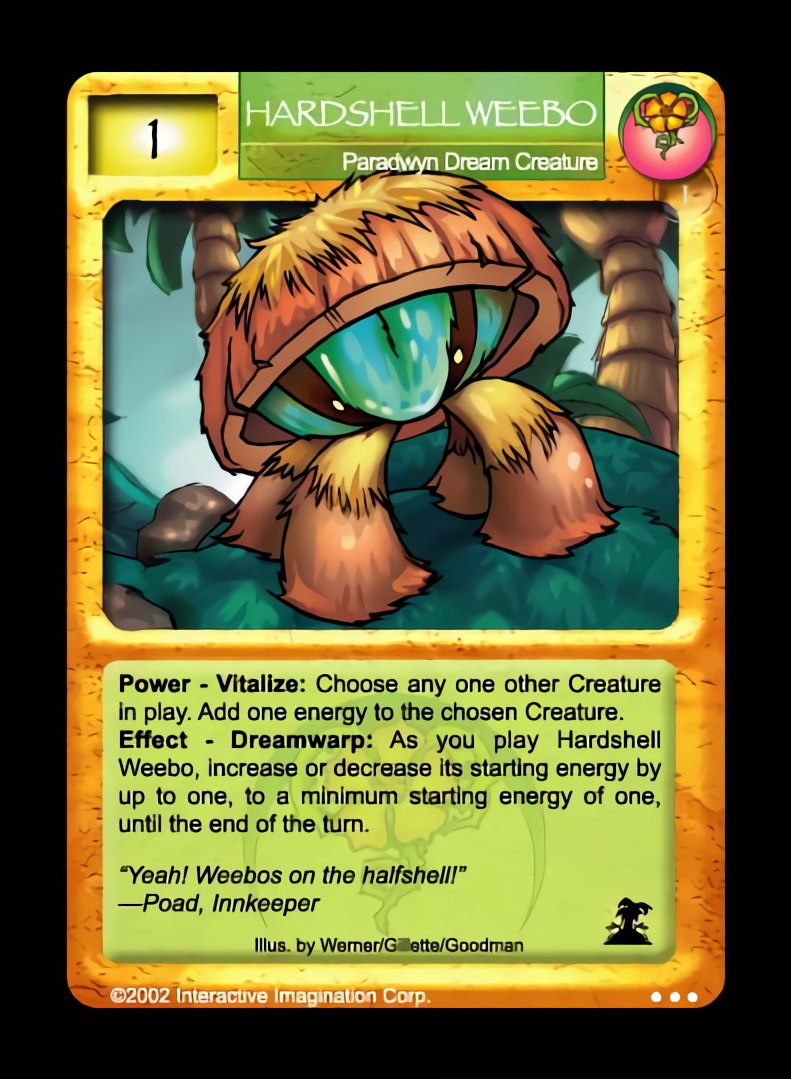 1
HARDSHELL WEEBO
Paradwyn Dream Creature
1
Power - Vitalize: Choose any one other Creature
in play. Add one energy to the chosen Creature.
Effect - Dreamwarp: As you play Hardshell
Weebo, increase or decrease its starting energy by
up to one, to a minimum starting energy of one,
until the end of the turn.
"Yeah! Weebos on the halfshell!"
—Poad, Innkeeper
Illus. by Werner/ /Goodman
©2002 Interactive Imagination Corp.